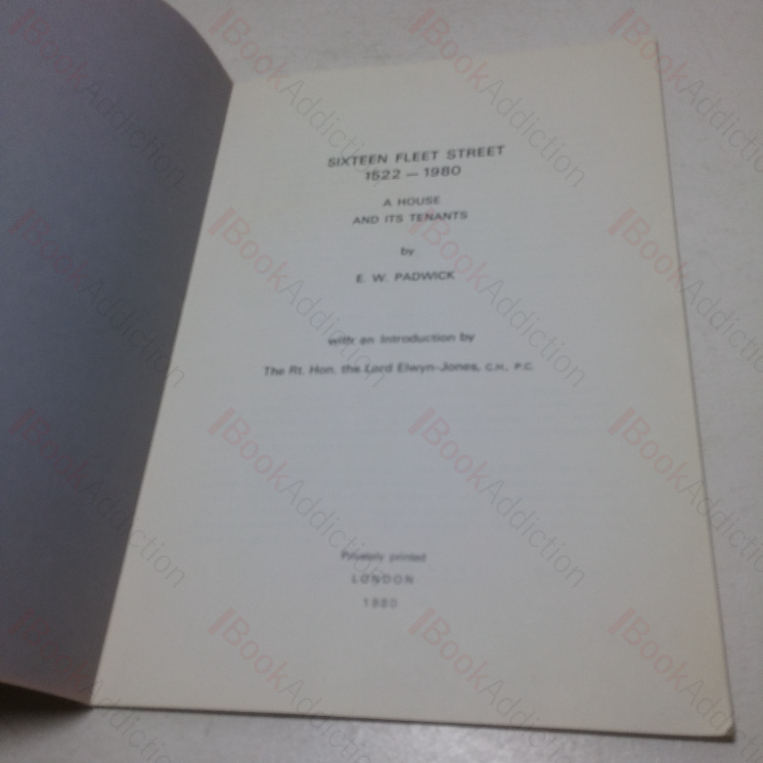 SIXTEEN FLEET STREET
1522 — 1980
A HOUSE
AND ITS TENANTS
by
E. W. PADWICK
with an Introduction by
The Rt. Hon. the Lord Elwyn-Jones, C.H., P.C.
Privately printed
LONDON
1980
BookAddiction